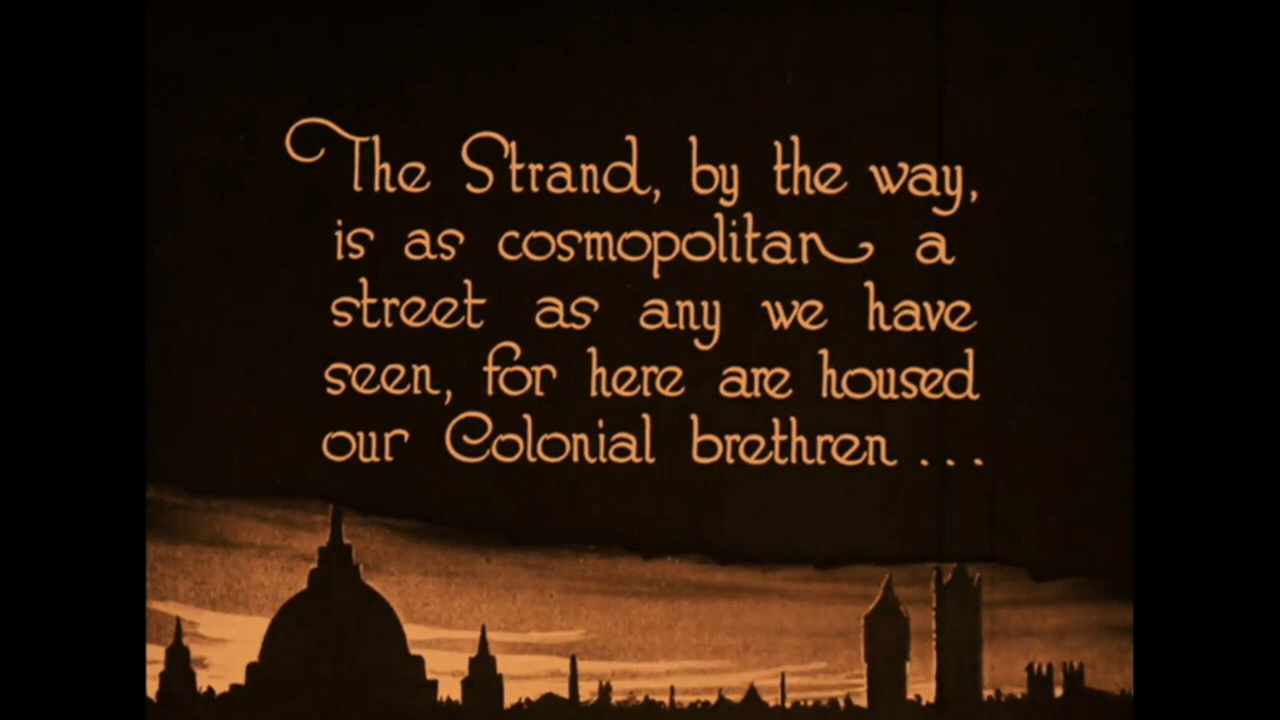 The Strand, by the way,
is as cosmopolitan a
street as any we have
seen, for here are housed
our Colonial brethren ...